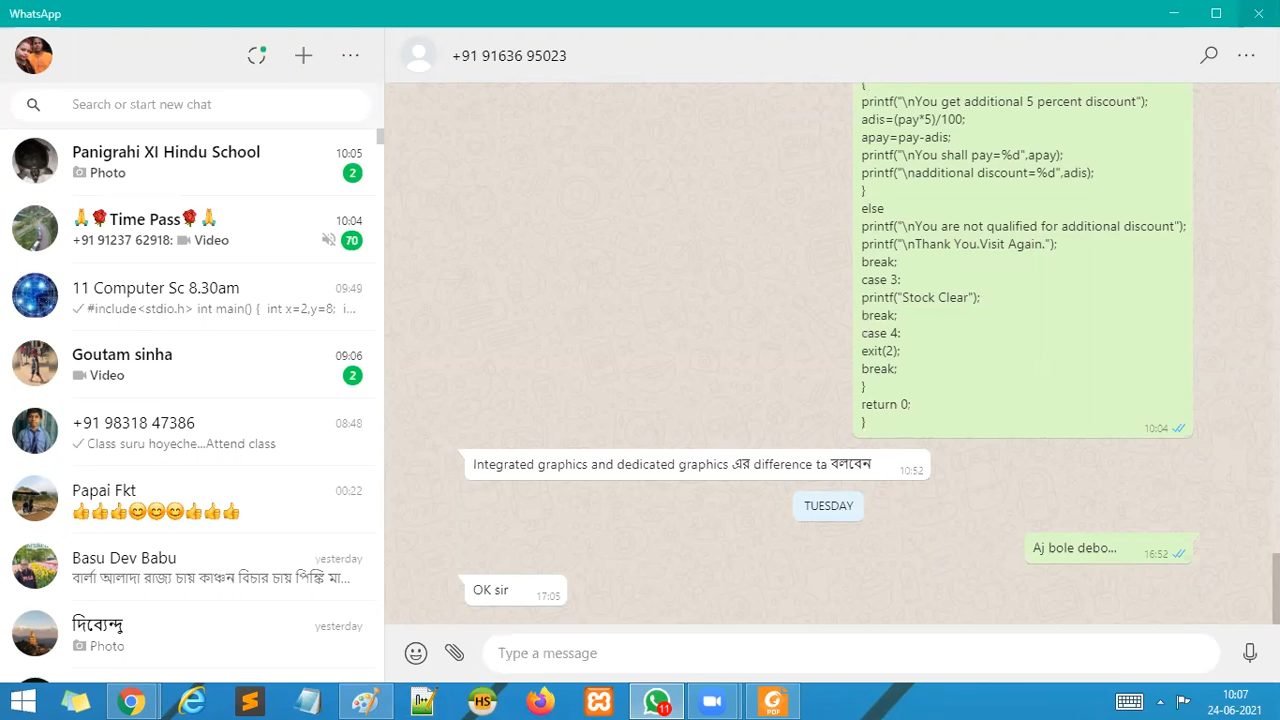 WhatsApp
+91 91636 95023
Search or start new chat
Panigrahi XI Hindu School
10:05
Photo
2
🙏🌹Time Pass🌹🙏
10:04
+91 91237 62918: Video
70
11 Computer Sc 8.30am
09:49
#include<stdio.h> int main() { int x=2,y=8; i...
Goutam sinha
09:06
Video
2
+91 98318 47386
08:48
Class suru hoyeche...Attend class
Papai Fkt
00:22
👍👍👍😊😊😊👍👍👍
Basu Dev Babu
yesterday
বার্লা আলাদা রাজ্য চায় কাঞ্চন বিচার চায় পিঙ্কি মা...
দিব্যেন্দু
yesterday
Photo
{
printf("\nYou get additional 5 percent discount");
adis=(pay*5)/100;
apay=pay-adis;
printf("\nYou shall pay=%d",apay);
printf("\nadditional discount=%d",adis);
}
else
printf("\nYou are not qualified for additional discount");
printf("\nThank You.Visit Again.");
break;
case 3:
printf("Stock Clear");
break;
case 4:
exit(2);
break;
}
return 0;
}
10:04
Integrated graphics and dedicated graphics এর difference ta বলবেন
10:52
TUESDAY
Aj bole debo...
16:52
OK sir
17:05
Type a message
HS
11
PDF
10:07
24-06-2021